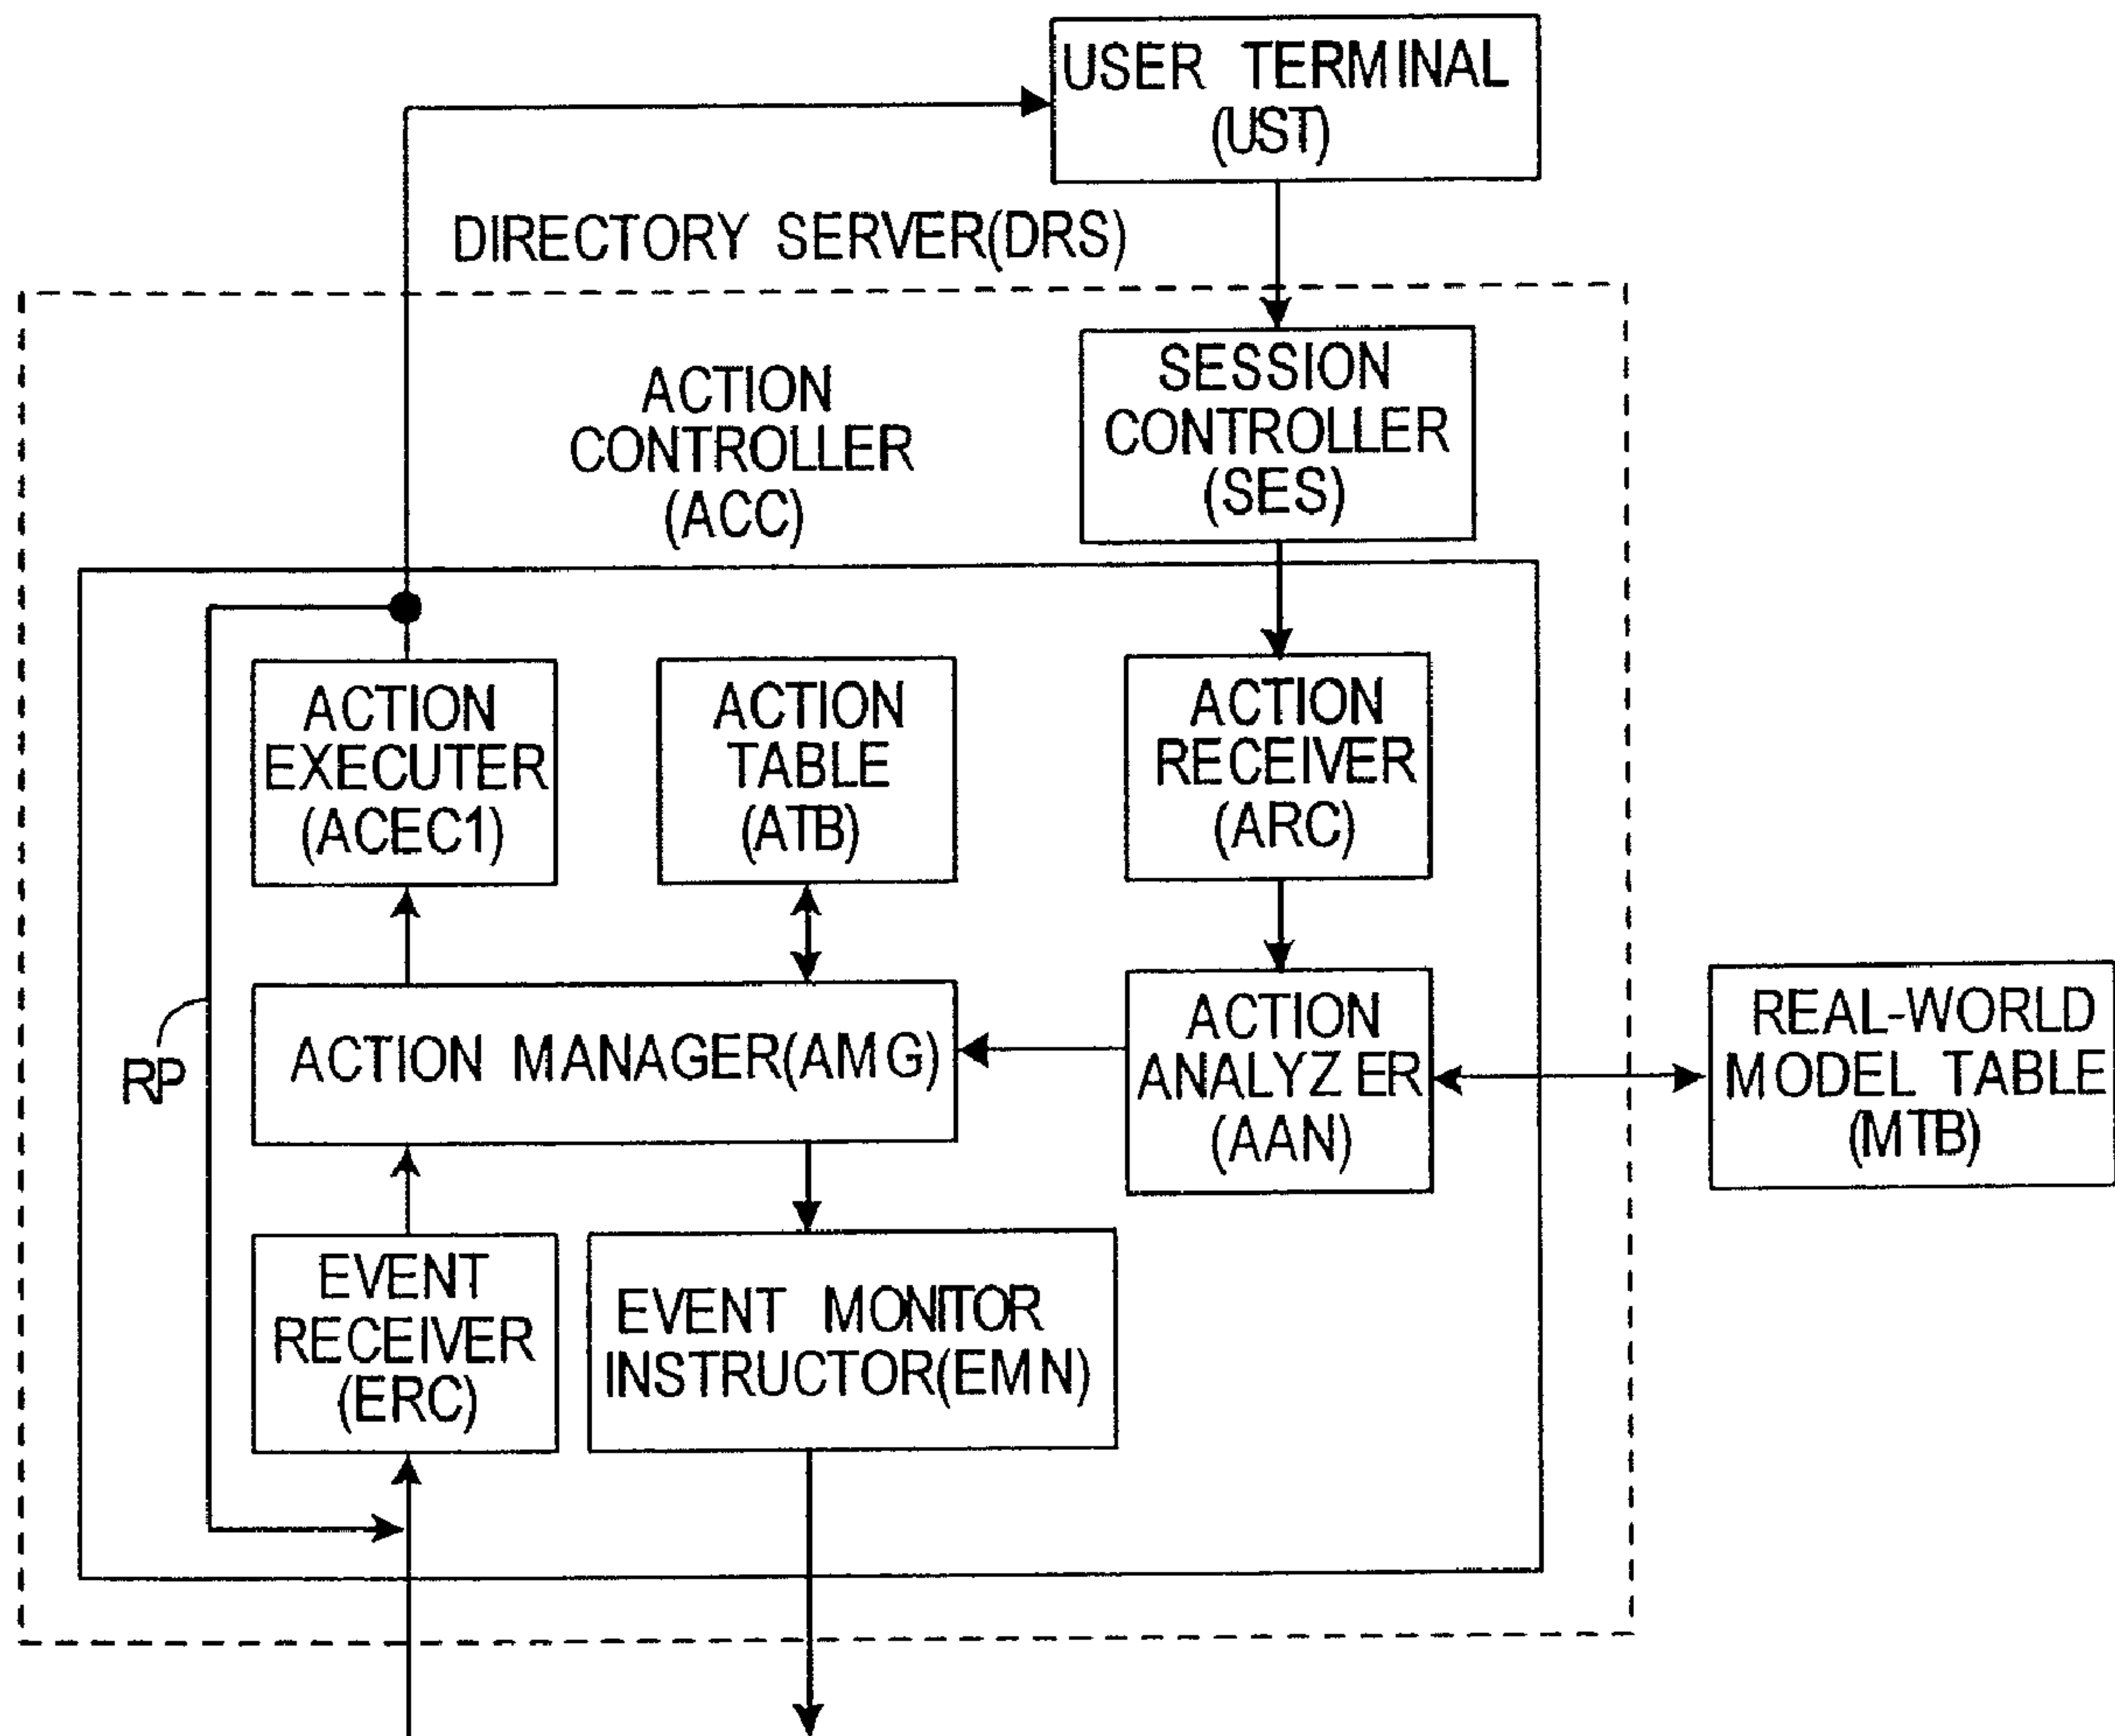 USER TERMINAL
(UST)
DIRECTORY SERVER(DRS)
ACTION
CONTROLLER
(ACC)
SESSION
CONTROLLER
(SES)
ACTION
EXECUTER
(ACEC1)
ACTION
TABLE
(ATB)
ACTION
RECEIVER
(ARC)
RP
ACTION MANAGER(AMG)
ACTION
ANALYZER
(AAN)
REAL-WORLD
MODEL TABLE
(MTB)
EVENT
RECEIVER
(ERC)
EVENT MONITOR
INSTRUCTOR(EMN)